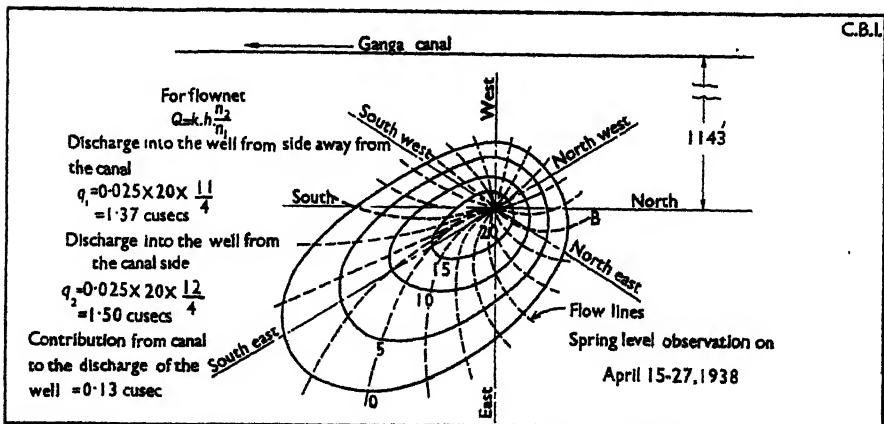 C.B.I.
Ganga canal
For flownet
Q=k.h. n₂/n₁
Discharge into the well from side away from
the canal
q₁=0·025×20× 11/4
=1·37 cusecs
Discharge into the well from
the canal side
q₂=0·025×20× 12/4
=1·50 cusecs
Contribution from canal
to the discharge of the
well =0·13 cusec
West
South west
North west
1143'
South
North
B
20
15
10
5
0
North east
South east
East
Flow lines
Spring level observation on
April 15-27, 1938